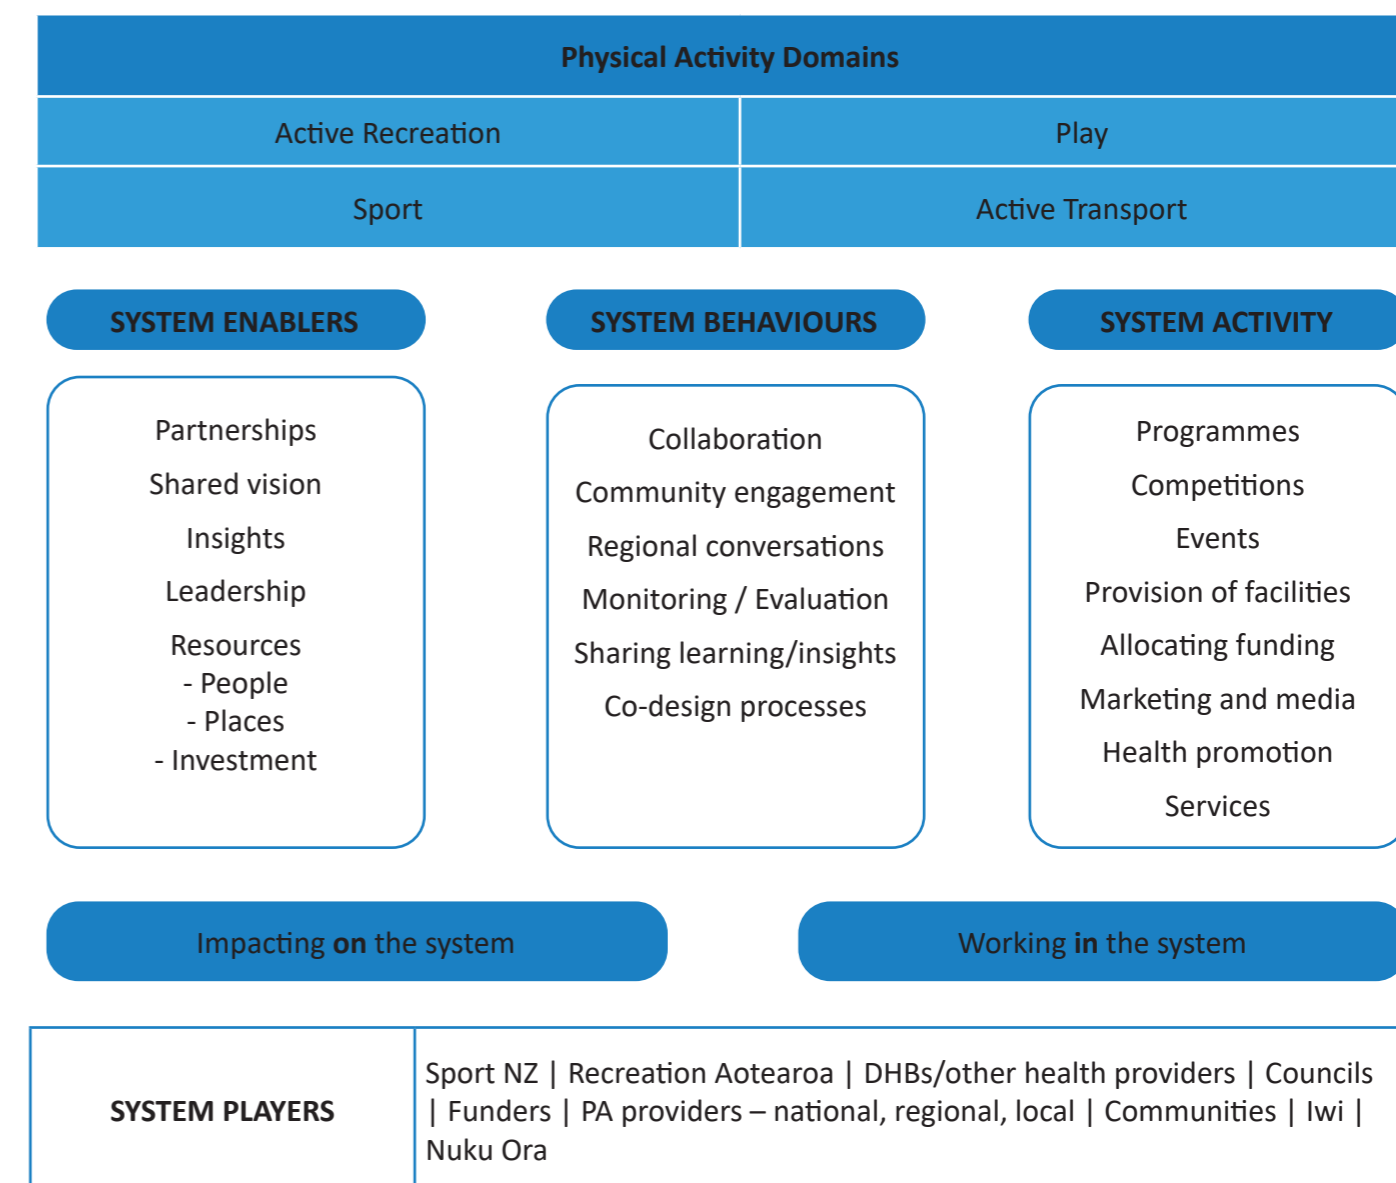 Physical Activity Domains
Active Recreation
Play
Sport
Active Transport
SYSTEM ENABLERS
Partnerships
Shared vision
Insights
Leadership
Resources
- People
- Places
- Investment
SYSTEM BEHAVIOURS
Collaboration
Community engagement
Regional conversations
Monitoring / Evaluation
Sharing learning/insights
Co-design processes
SYSTEM ACTIVITY
Programmes
Competitions
Events
Provision of facilities
Allocating funding
Marketing and media
Health promotion
Services
Impacting on the system
Working in the system
SYSTEM PLAYERS
Sport NZ | Recreation Aotearoa | DHBs/other health providers | Councils
| Funders | PA providers – national, regional, local | Communities | Iwi |
Nuku Ora